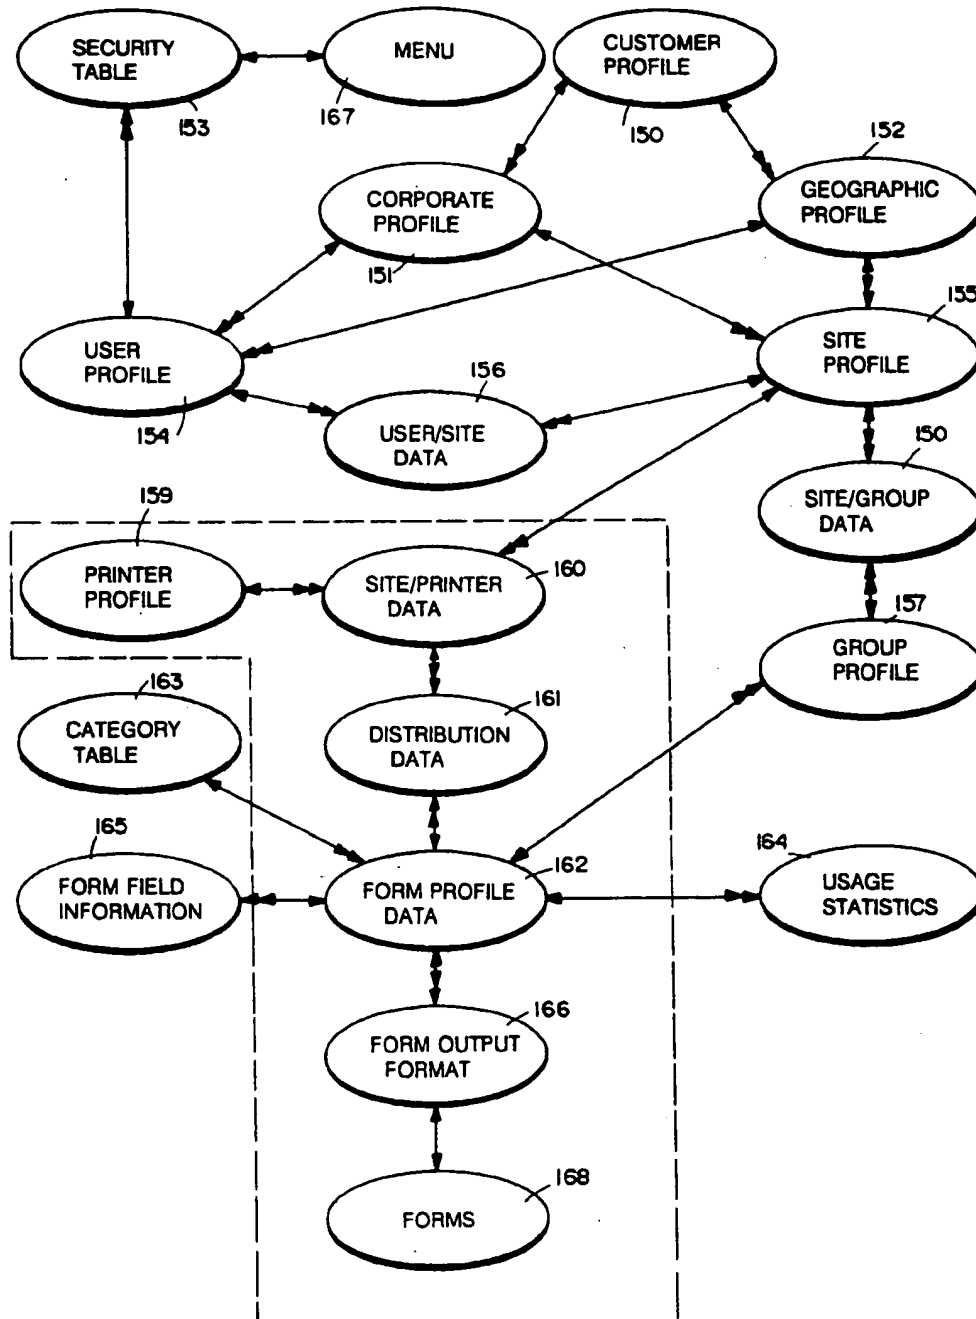 SECURITY
TABLE
153
MENU
167
CUSTOMER
PROFILE
150
152
GEOGRAPHIC
PROFILE
CORPORATE
PROFILE
151
155
SITE
PROFILE
USER
PROFILE
154
156
USER/SITE
DATA
150
SITE/GROUP
DATA
159
PRINTER
PROFILE
SITE/PRINTER
DATA
160
157
GROUP
PROFILE
163
CATEGORY
TABLE
161
DISTRIBUTION
DATA
165
FORM FIELD
INFORMATION
162
FORM PROFILE
DATA
164
USAGE
STATISTICS
166
FORM OUTPUT
FORMAT
168
FORMS